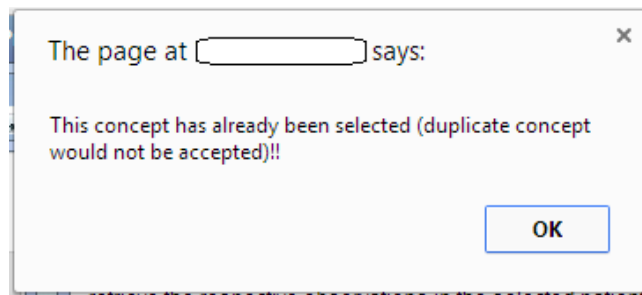 The page at says:
This concept has already been selected (duplicate concept
would not be accepted)!!
OK